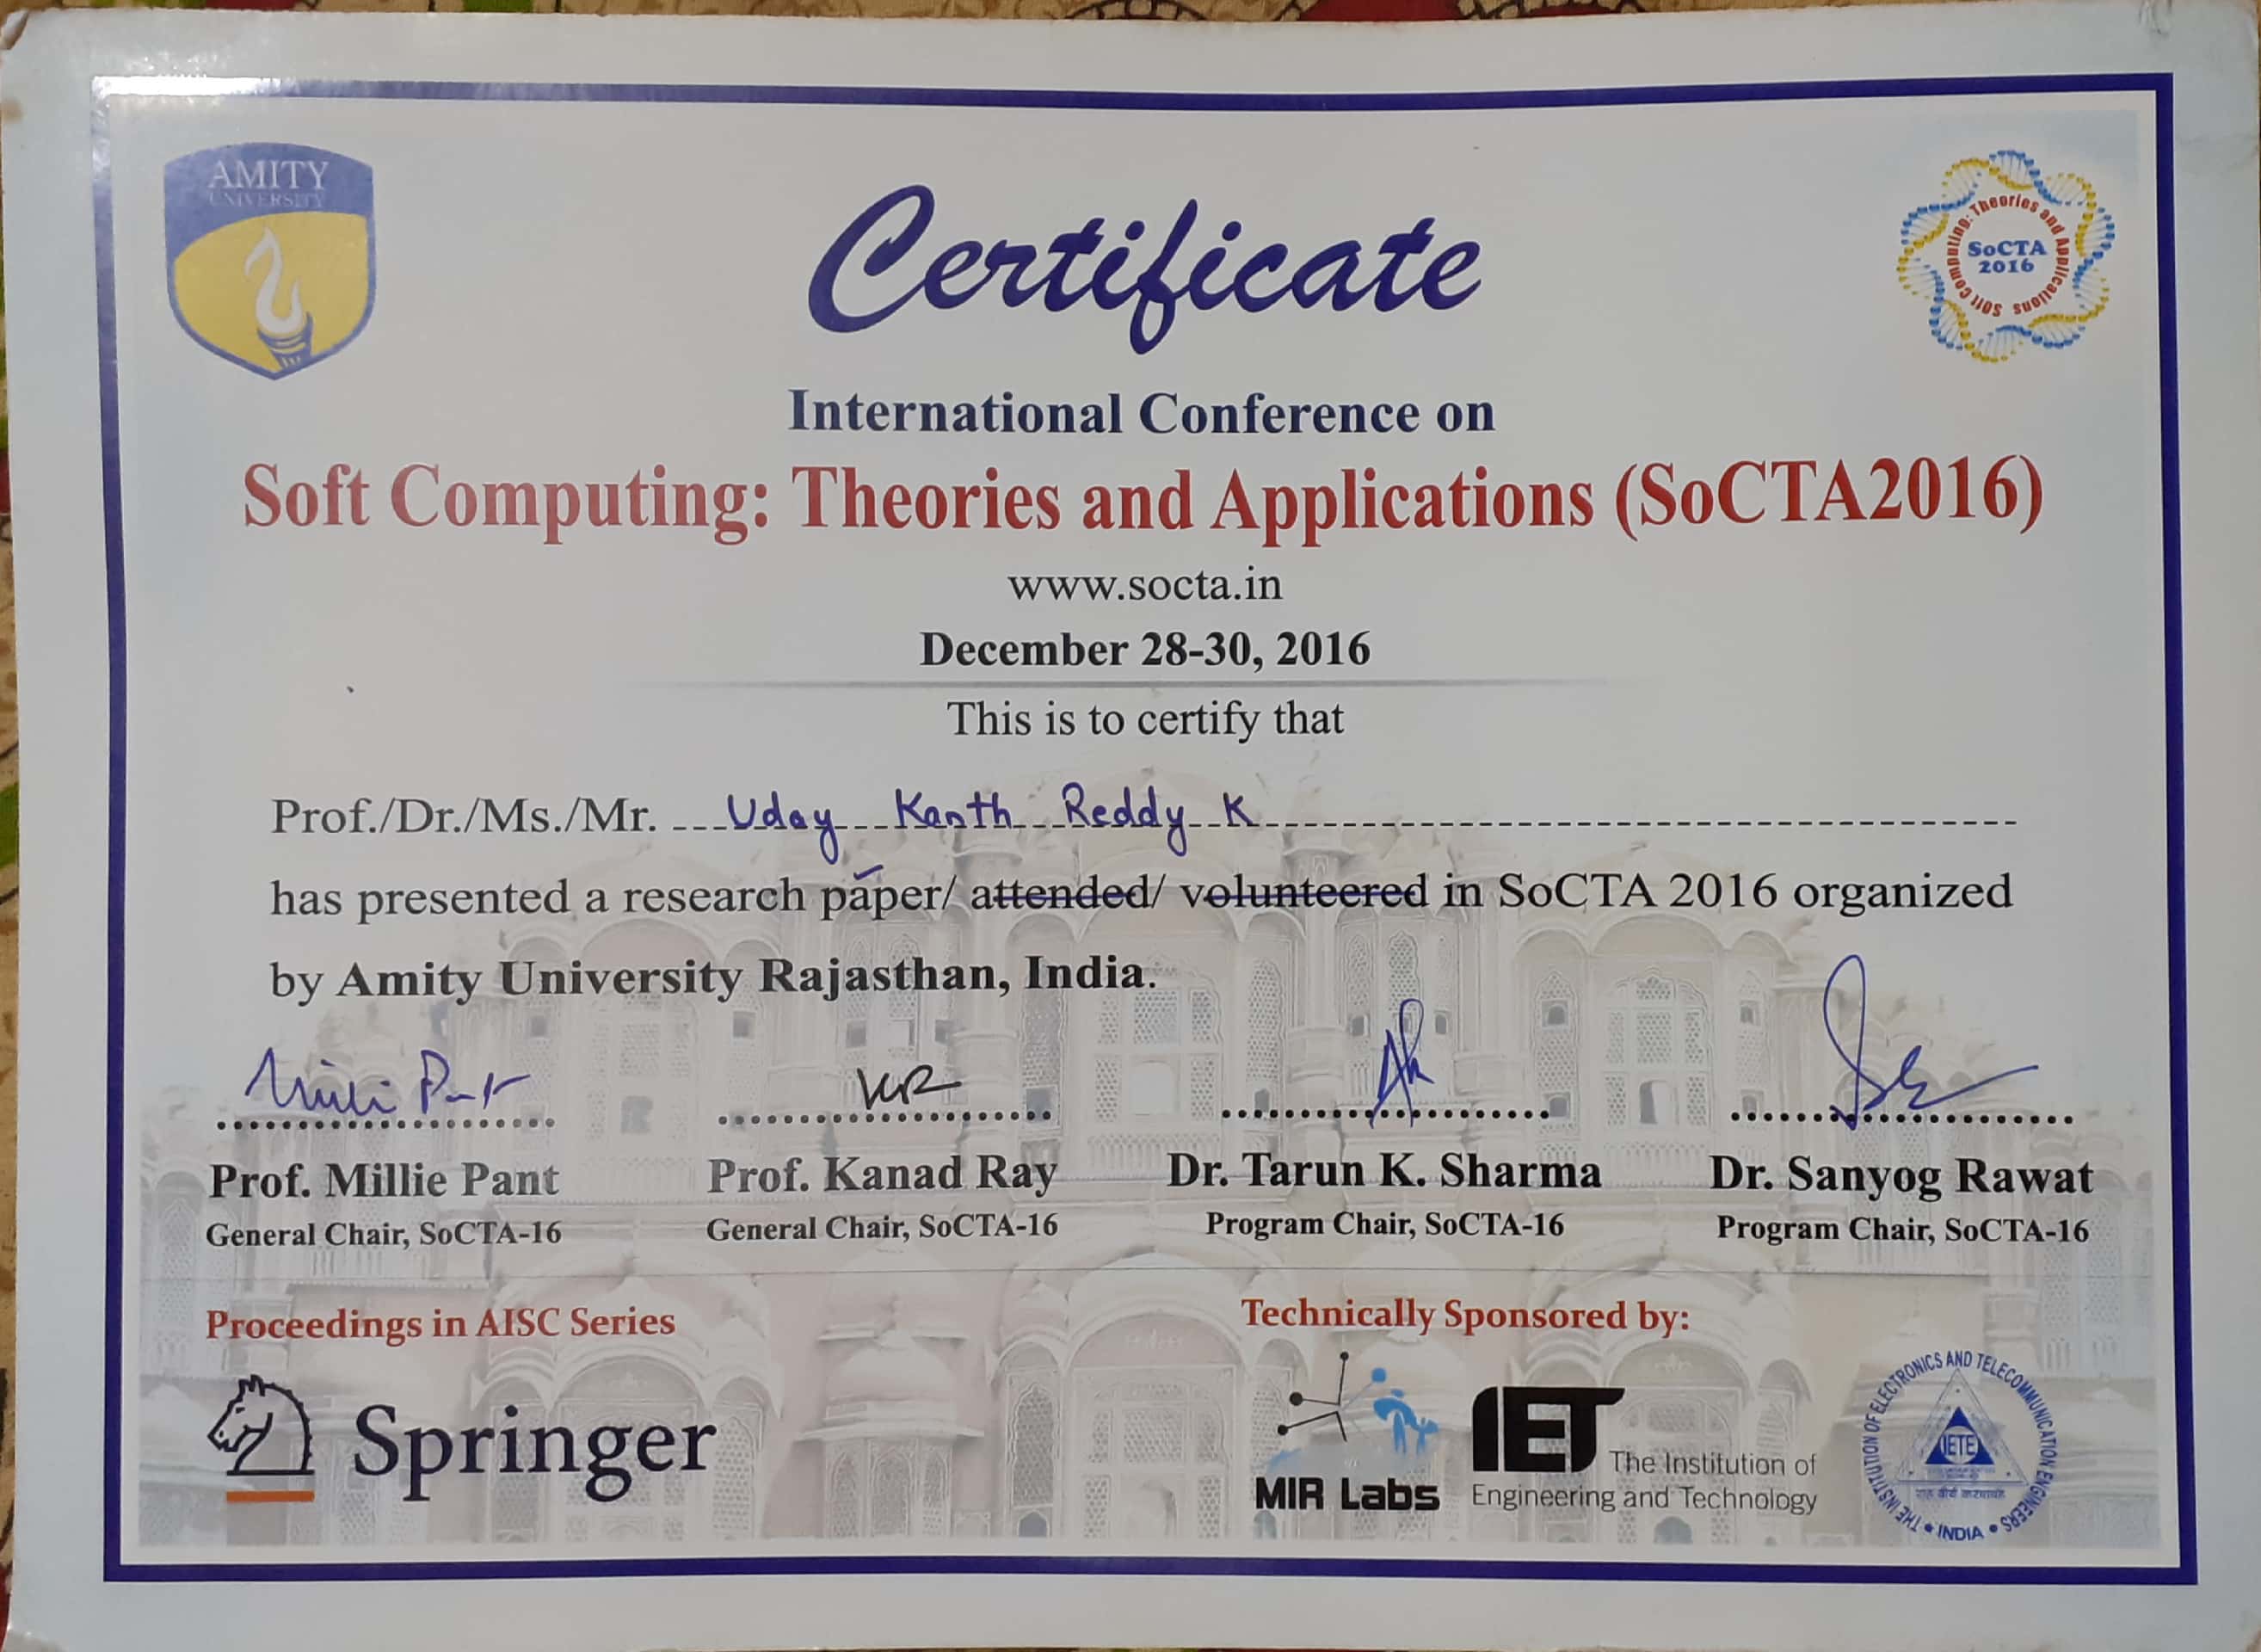 AMITY
UNIVERSITY
Certificate
Soft Computing: Theories and Applications
SoCTA
2016
International Conference on
Soft Computing: Theories and Applications (SoCTA2016)
www.socta.in
December 28-30, 2016
This is to certify that
Prof./Dr./Ms./Mr. Uday Kanth Reddy K
has presented a research paper/ attended/ volunteered in SoCTA 2016 organized
by Amity University Rajasthan, India.
Prof. Millie Pant
General Chair, SoCTA-16
Prof. Kanad Ray
General Chair, SoCTA-16
Dr. Tarun K. Sharma
Program Chair, SoCTA-16
Dr. Sanyog Rawat
Program Chair, SoCTA-16
Proceedings in AISC Series
Springer
Technically Sponsored by:
MIR Labs
IET
The Institution of
Engineering and Technology
THE INSTITUTION OF ELECTRONICS AND TELECOMMUNICATION ENGINEERS • INDIA •
IETE